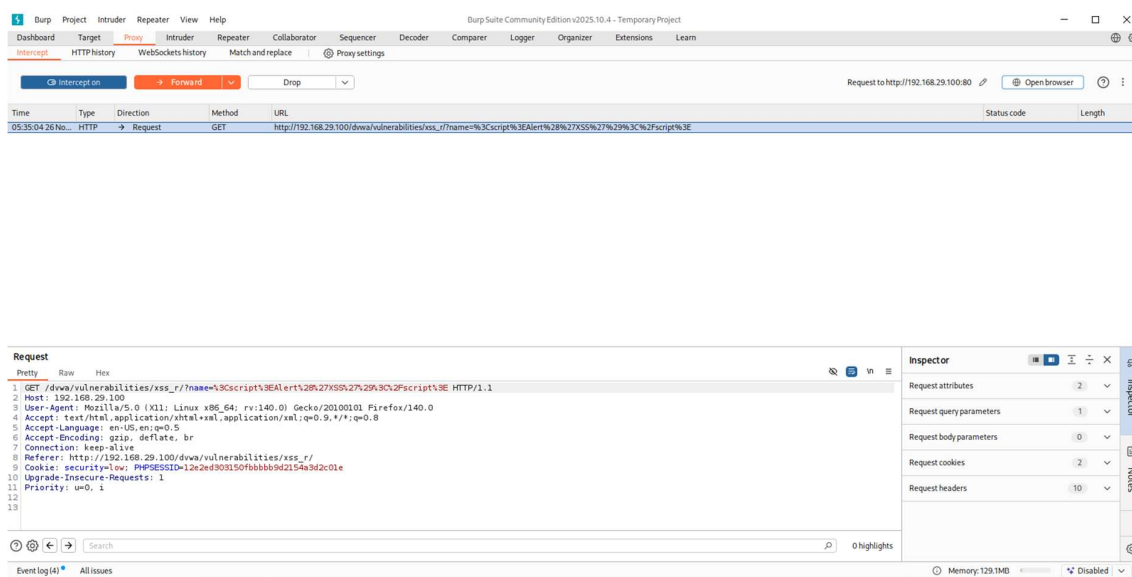 Burp Project Intruder Repeater View Help
Burp Suite Community Edition v2025.10.4 - Temporary Project
Dashboard Target Proxy Intruder Repeater Collaborator Sequencer Decoder Comparer Logger Organizer Extensions Learn
Intercept HTTP history WebSockets history Match and replace Proxy settings
Intercept on Forward Drop Request to http://192.168.29.100:80 Open browser
Time Type Direction Method URL Status code Length
05:35:04 26 No... HTTP → Request GET http://192.168.29.100/dvwa/vulnerabilities/xss_r/?name=%3Cscript%3EAlert%28%27XSS%27%29%3C%2Fscript%3E
Request
Pretty Raw Hex
\n
1 GET /dvwa/vulnerabilities/xss_r/?name=%3Cscript%3EAlert%28%27XSS%27%29%3C%2Fscript%3E HTTP/1.1
2 Host: 192.168.29.100
3 User-Agent: Mozilla/5.0 (X11; Linux x86_64; rv:140.0) Gecko/20100101 Firefox/140.0
4 Accept: text/html,application/xhtml+xml,application/xml;q=0.9,*/*;q=0.8
5 Accept-Language: en-US,en;q=0.5
6 Accept-Encoding: gzip, deflate, br
7 Connection: keep-alive
8 Referer: http://192.168.29.100/dvwa/vulnerabilities/xss_r/
9 Cookie: security=low; PHPSESSID=12e2ed303150fbbbbb9d2154a3d2c01e
10 Upgrade-Insecure-Requests: 1
11 Priority: u=0, i
12
13
Search
0 highlights
Inspector
Request attributes 2
Request query parameters 1
Request body parameters 0
Request cookies 2
Request headers 10
Inspector
Notes
Event log (4) All issues
Memory: 129.1MB Disabled